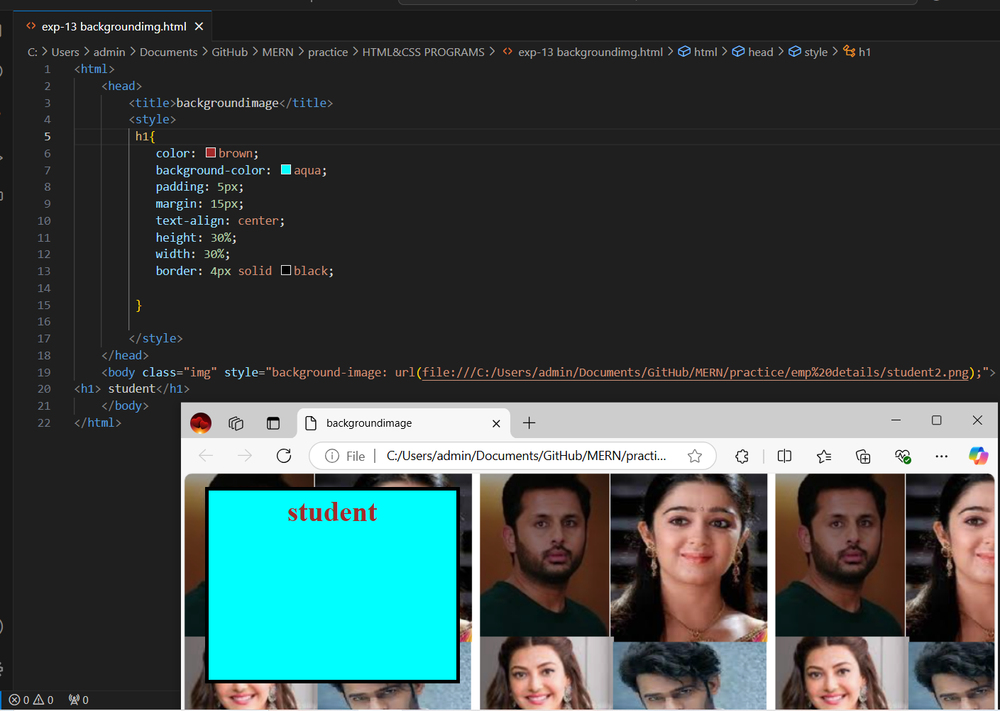 exp-13 backgroundimg.html
C: > Users > admin > Documents > GitHub > MERN > practice > HTML&CSS PROGRAMS > exp-13 backgroundimg.html > html > head > style > h1
1 <html>
2 <head>
3 <title>backgroundimage</title>
4 <style>
5 h1{
6 color: brown;
7 background-color: aqua;
8 padding: 5px;
9 margin: 15px;
10 text-align: center;
11 height: 30%;
12 width: 30%;
13 border: 4px solid black;
14
15 }
16
17 </style>
18 </head>
19 <body class="img" style="background-image: url(file:///C:/Users/admin/Documents/GitHub/MERN/practice/emp%20details/student2.png);">
20 <h1> student</h1>
21 </body>
22 </html>
backgroundimage
File | C:/Users/admin/Documents/GitHub/MERN/practi...
student
0 0 0